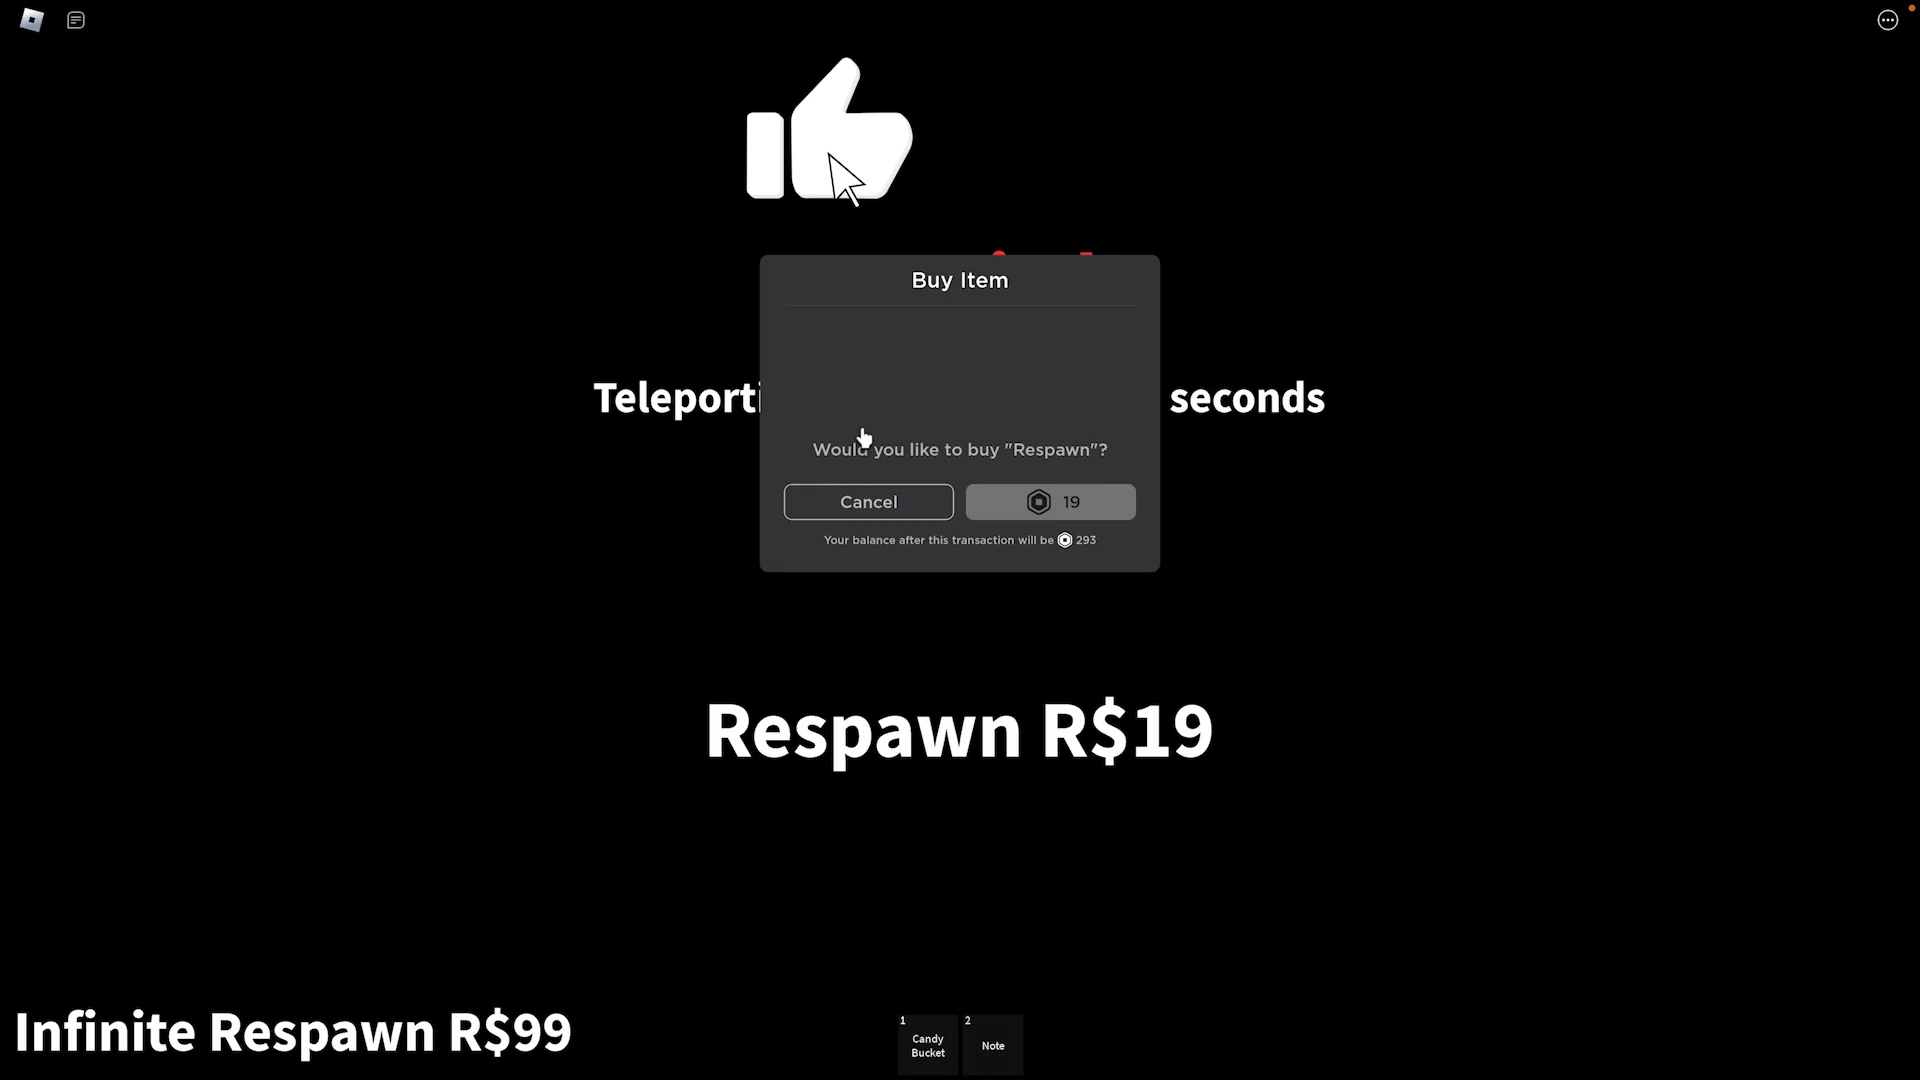 Buy Item
Teleporti seconds
Would you like to buy "Respawn"?
Cancel
19
Your balance after this transaction will be 293
Respawn R$19
Infinite Respawn R$99
1
Candy
Bucket
2
Note